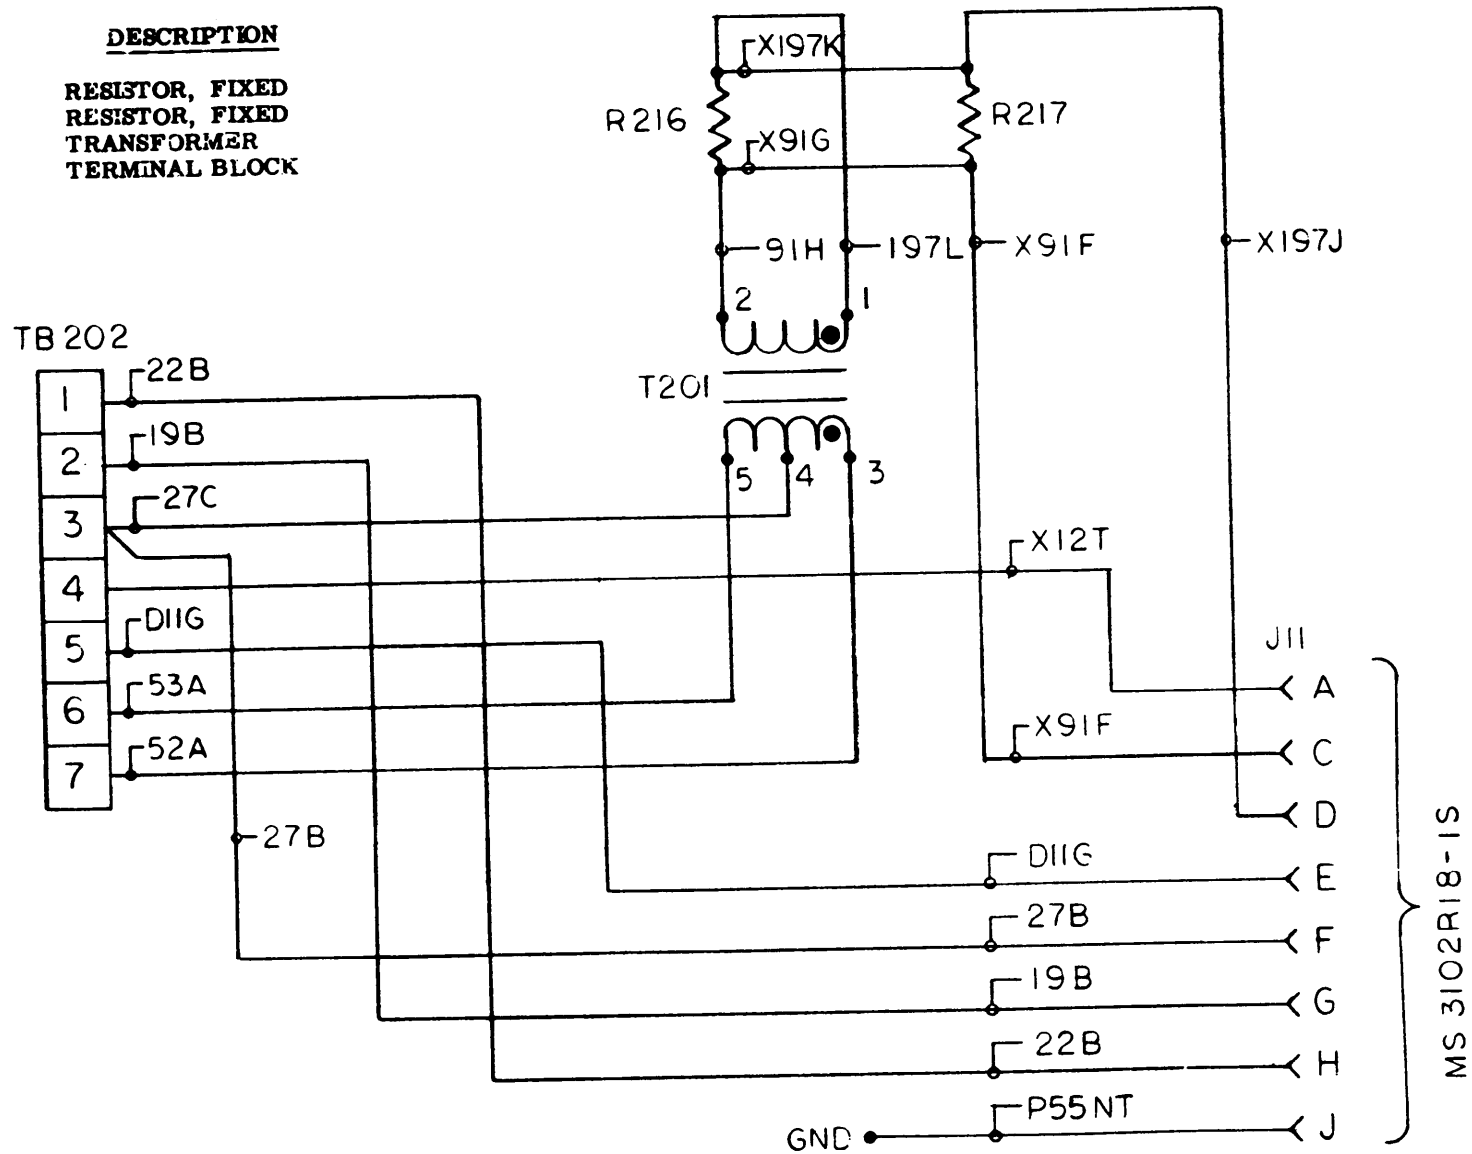 DESCRIPTION
RESISTOR, FIXED
RESISTOR, FIXED
TRANSFORMER
TERMINAL BLOCK
X197K
R216
R217
X91G
91H
197L
X91F
X197J
2
1
T201
5
4
3
TB202
1
22B
2
19B
3
27C
4
X12T
5
D11G
6
53A
7
52A
27B
J11
A
X91F
C
D
D11G
E
27B
F
19B
G
22B
H
GND
P55NT
J
MS 3102R18-1S